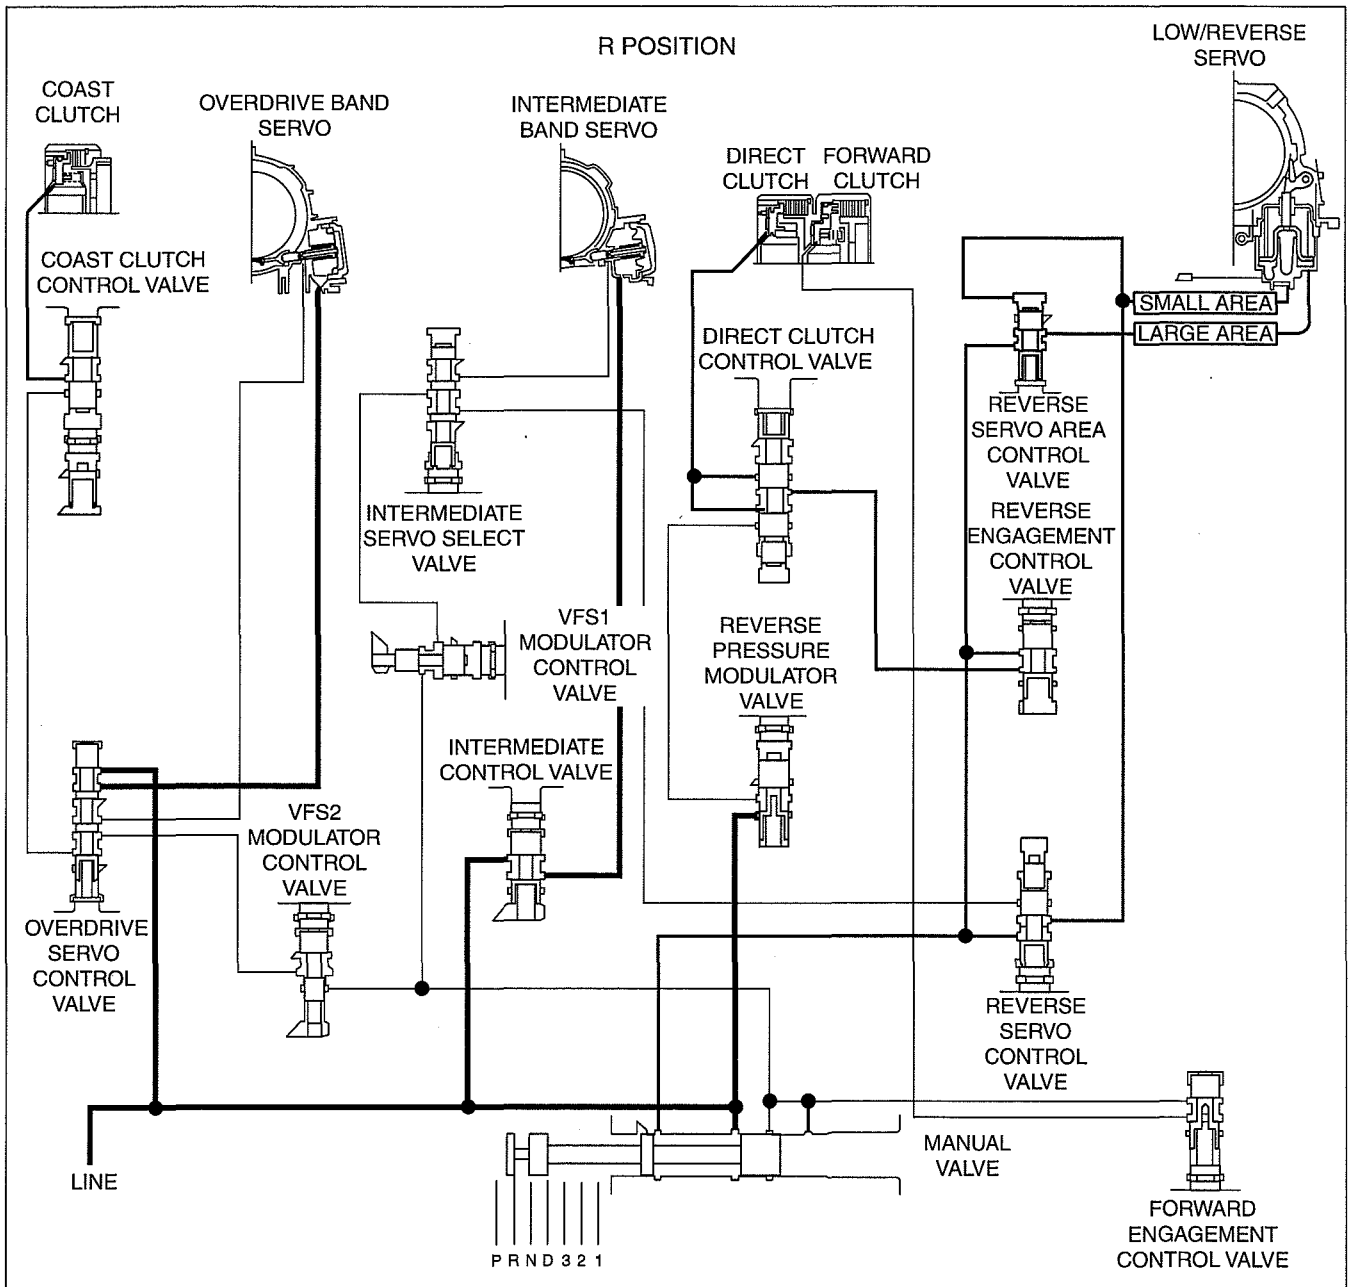 R POSITION
LOW/REVERSE
SERVO
COAST
CLUTCH
OVERDRIVE BAND
SERVO
INTERMEDIATE
BAND SERVO
DIRECT
CLUTCH
FORWARD
CLUTCH
COAST CLUTCH
CONTROL VALVE
SMALL AREA
LARGE AREA
DIRECT CLUTCH
CONTROL VALVE
REVERSE
SERVO AREA
CONTROL
VALVE
INTERMEDIATE
SERVO SELECT
VALVE
REVERSE
ENGAGEMENT
CONTROL
VALVE
VFS1
MODULATOR
CONTROL
VALVE
REVERSE
PRESSURE
MODULATOR
VALVE
INTERMEDIATE
CONTROL VALVE
VFS2
MODULATOR
CONTROL
VALVE
OVERDRIVE
SERVO
CONTROL
VALVE
REVERSE
SERVO
CONTROL
VALVE
LINE
MANUAL
VALVE
P R N D 3 2 1
FORWARD
ENGAGEMENT
CONTROL VALVE